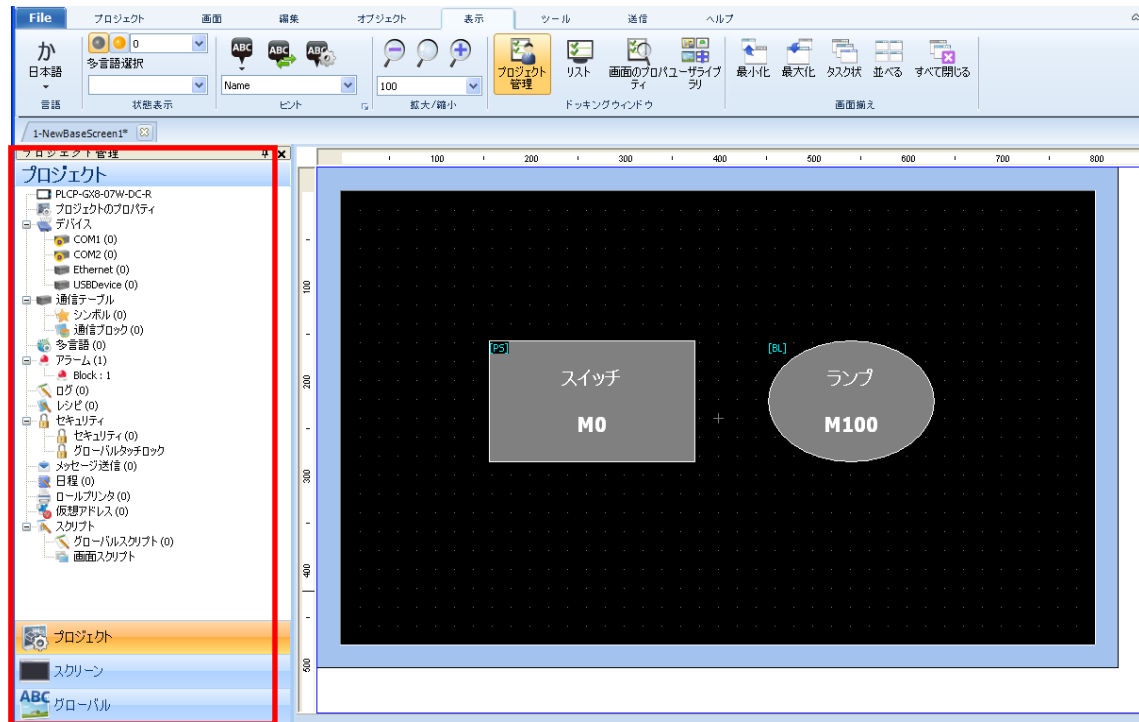 File プロジェクト 画面 編集 オブジェクト 表示 ツール 送信 ヘルプ
か 日本語
0
多言語選択
ABC ABC ABC
Name
100
プロジェクト管理
リスト
画面のプロパティ
ユーザライブラリ
最小化 最大化 タスク状 並べる すべて閉じる
言語 状態表示 ヒント 拡大/縮小 ドッキングウィンドウ 画面揃え
1-NewBaseScreen1*
プロジェクト管理
プロジェクト
PLCP-GX8-07W-DC-R
プロジェクトのプロパティ
デバイス
COM1 (0)
COM2 (0)
Ethernet (0)
USBDevice (0)
通信テーブル
シンボル (0)
通信ブロック (0)
多言語 (0)
アラーム (1)
Block : 1
ログ (0)
レシピ (0)
セキュリティ
セキュリティ (0)
グローバルタッチロック
メッセージ送信 (0)
日程 (0)
ロールプリンタ (0)
仮想アドレス (0)
スクリプト
グローバルスクリプト (0)
画面スクリプト
プロジェクト
スクリーン
ABC グローバル
100 200 300 400 500 600 700 800
100
200
300
400
500
[PS]
スイッチ
M0
[BL]
ランプ
M100